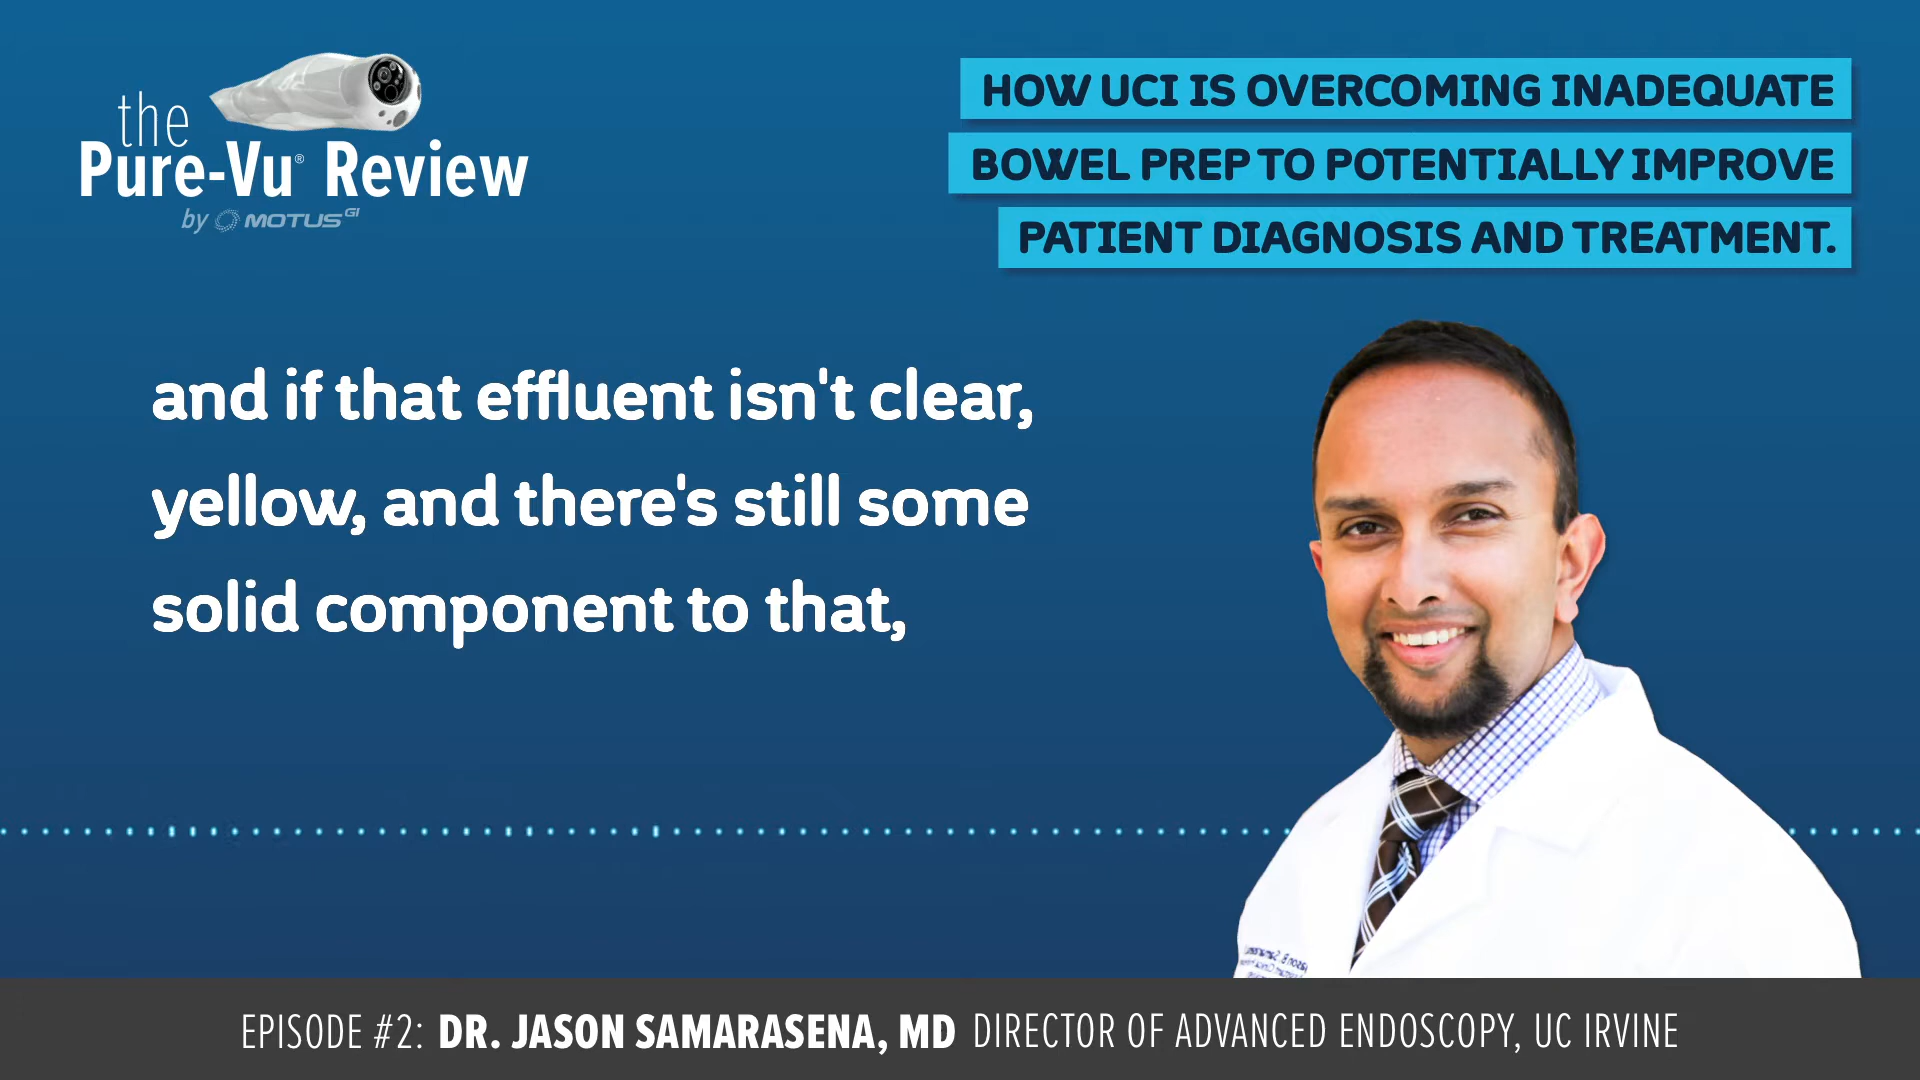 the
Pure-Vu® Review
by MOTUS GI
HOW UCI IS OVERCOMING INADEQUATE
BOWEL PREP TO POTENTIALLY IMPROVE
PATIENT DIAGNOSIS AND TREATMENT.
and if that effluent isn't clear,
yellow, and there's still some
solid component to that,
EPISODE #2: DR. JASON SAMARASENA, MD DIRECTOR OF ADVANCED ENDOSCOPY, UC IRVINE